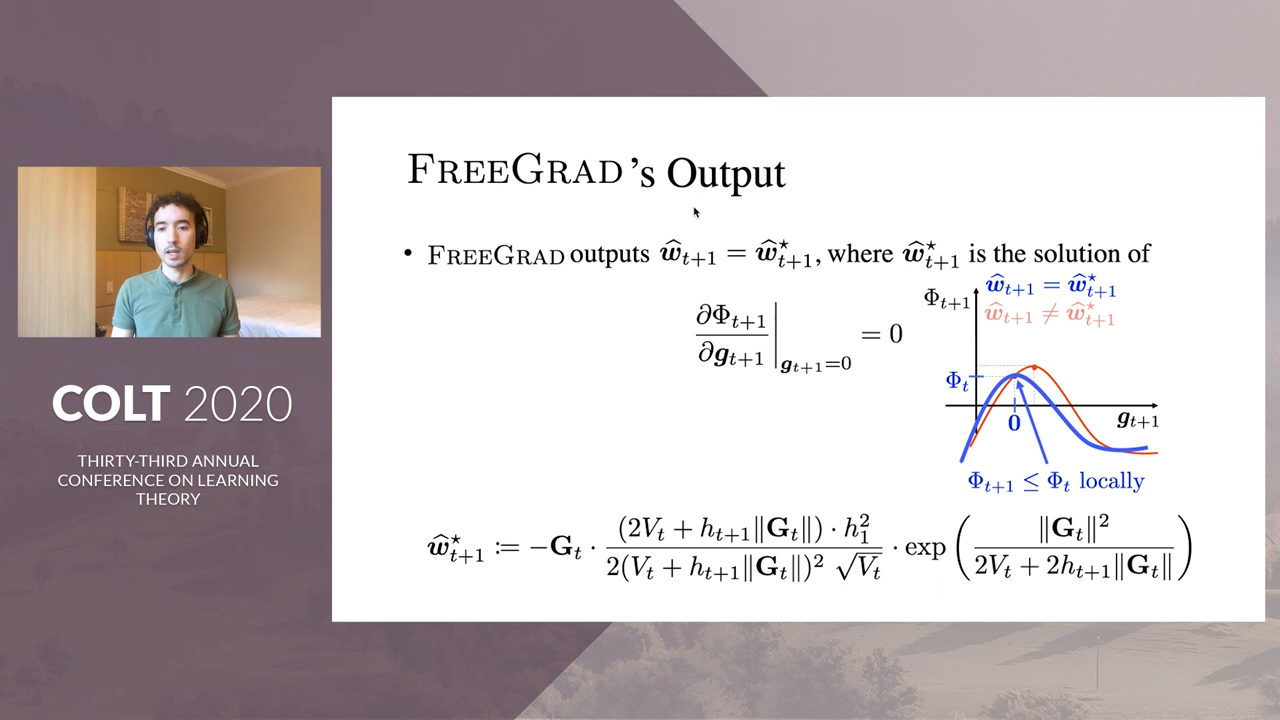 FREEGRAD's Output
• FREEGRAD outputs ŵ_{t+1} = ŵ*_{t+1}, where ŵ*_{t+1} is the solution of
∂Φ_{t+1}/∂g_{t+1} |_{g_{t+1}=0} = 0
Φ_{t+1}
ŵ_{t+1} = ŵ*_{t+1}
ŵ_{t+1} ≠ ŵ*_{t+1}
Φ_t
0
g_{t+1}
Φ_{t+1} ≤ Φ_t locally
ŵ*_{t+1} := −G_t · (2V_t + h_{t+1}‖G_t‖) · h_1^2 / (2(V_t + h_{t+1}‖G_t‖)^2 √V_t) · exp(‖G_t‖^2 / (2V_t + 2h_{t+1}‖G_t‖))
COLT 2020
THIRTY-THIRD ANNUAL
CONFERENCE ON LEARNING
THEORY